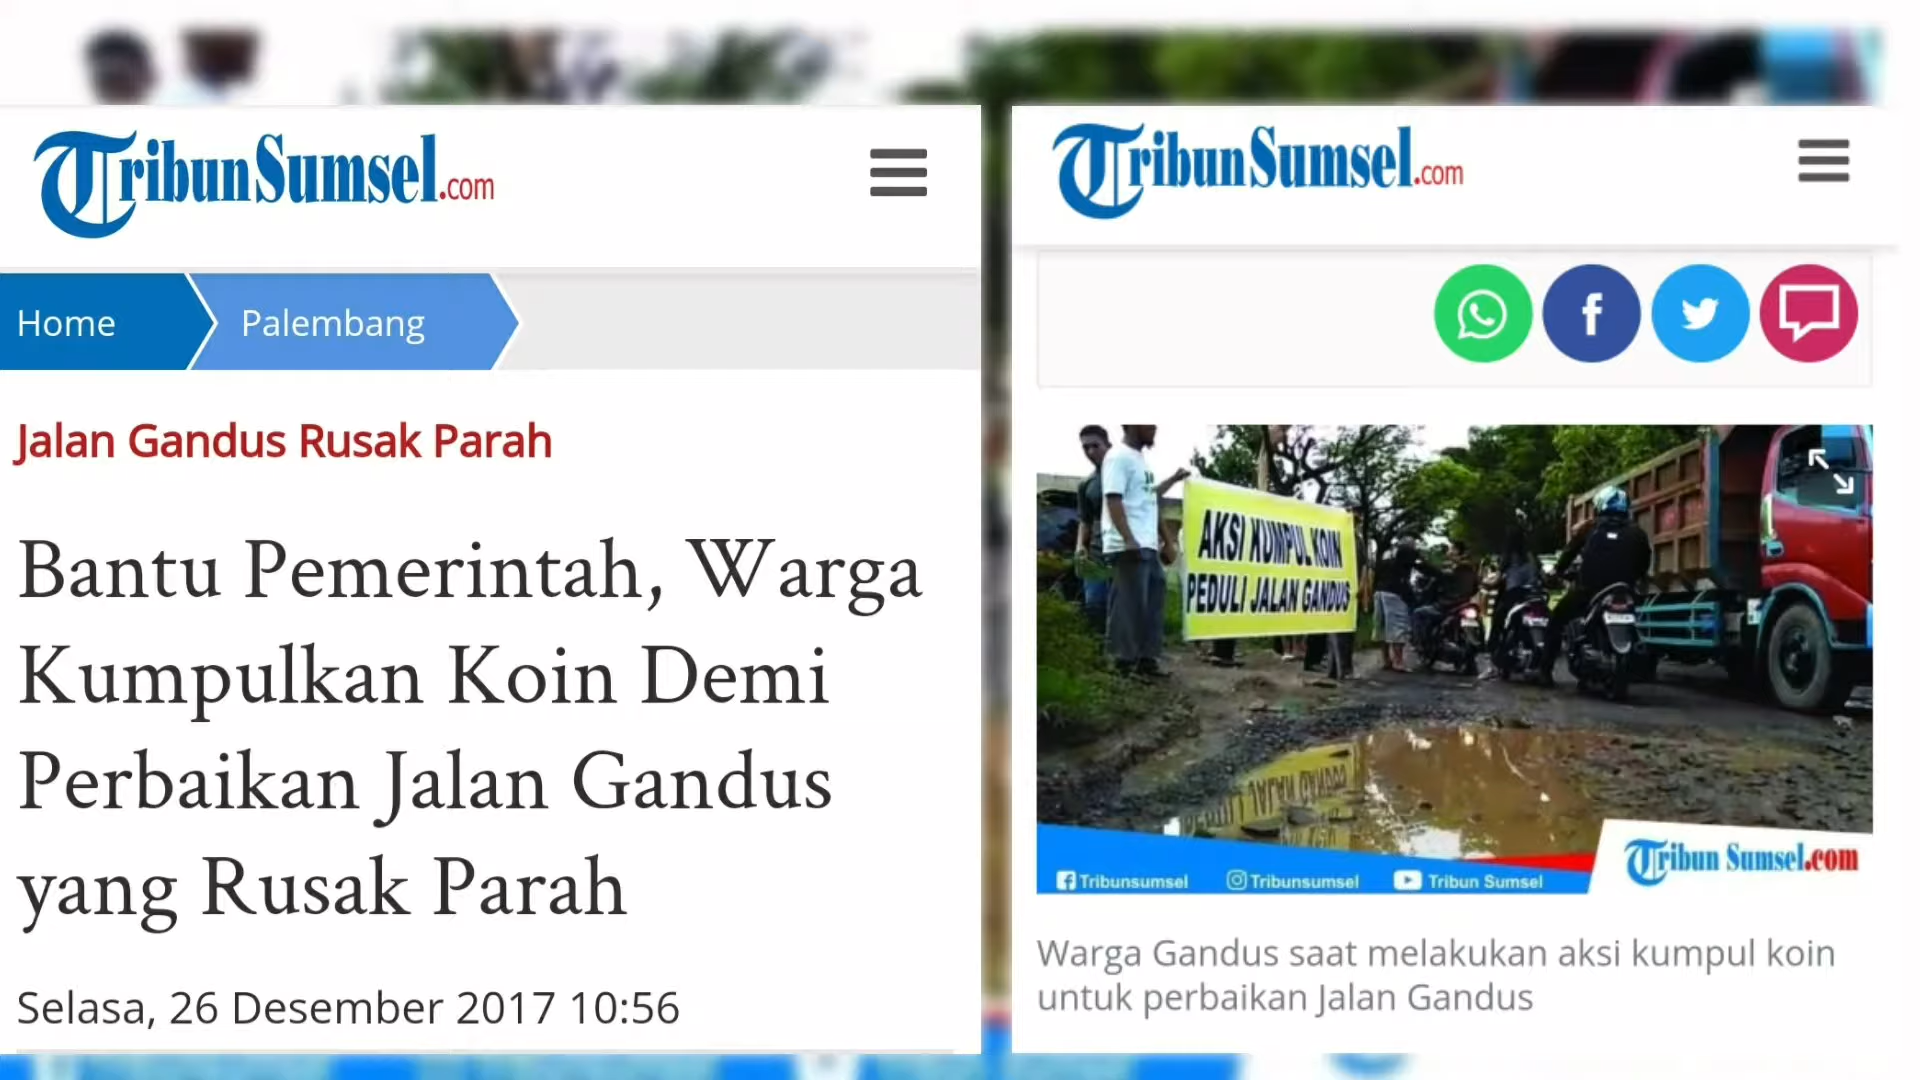 TribunSumsel.com
Home
Palembang
Jalan Gandus Rusak Parah
Bantu Pemerintah, Warga
Kumpulkan Koin Demi
Perbaikan Jalan Gandus
yang Rusak Parah
Selasa, 26 Desember 2017 10:56
TribunSumsel.com
AKSI KUMPUL KOIN
PEDULI JALAN GANDUS
Tribunsumsel
Tribunsumsel
Tribun Sumsel
Tribun Sumsel.com
Warga Gandus saat melakukan aksi kumpul koin
untuk perbaikan Jalan Gandus